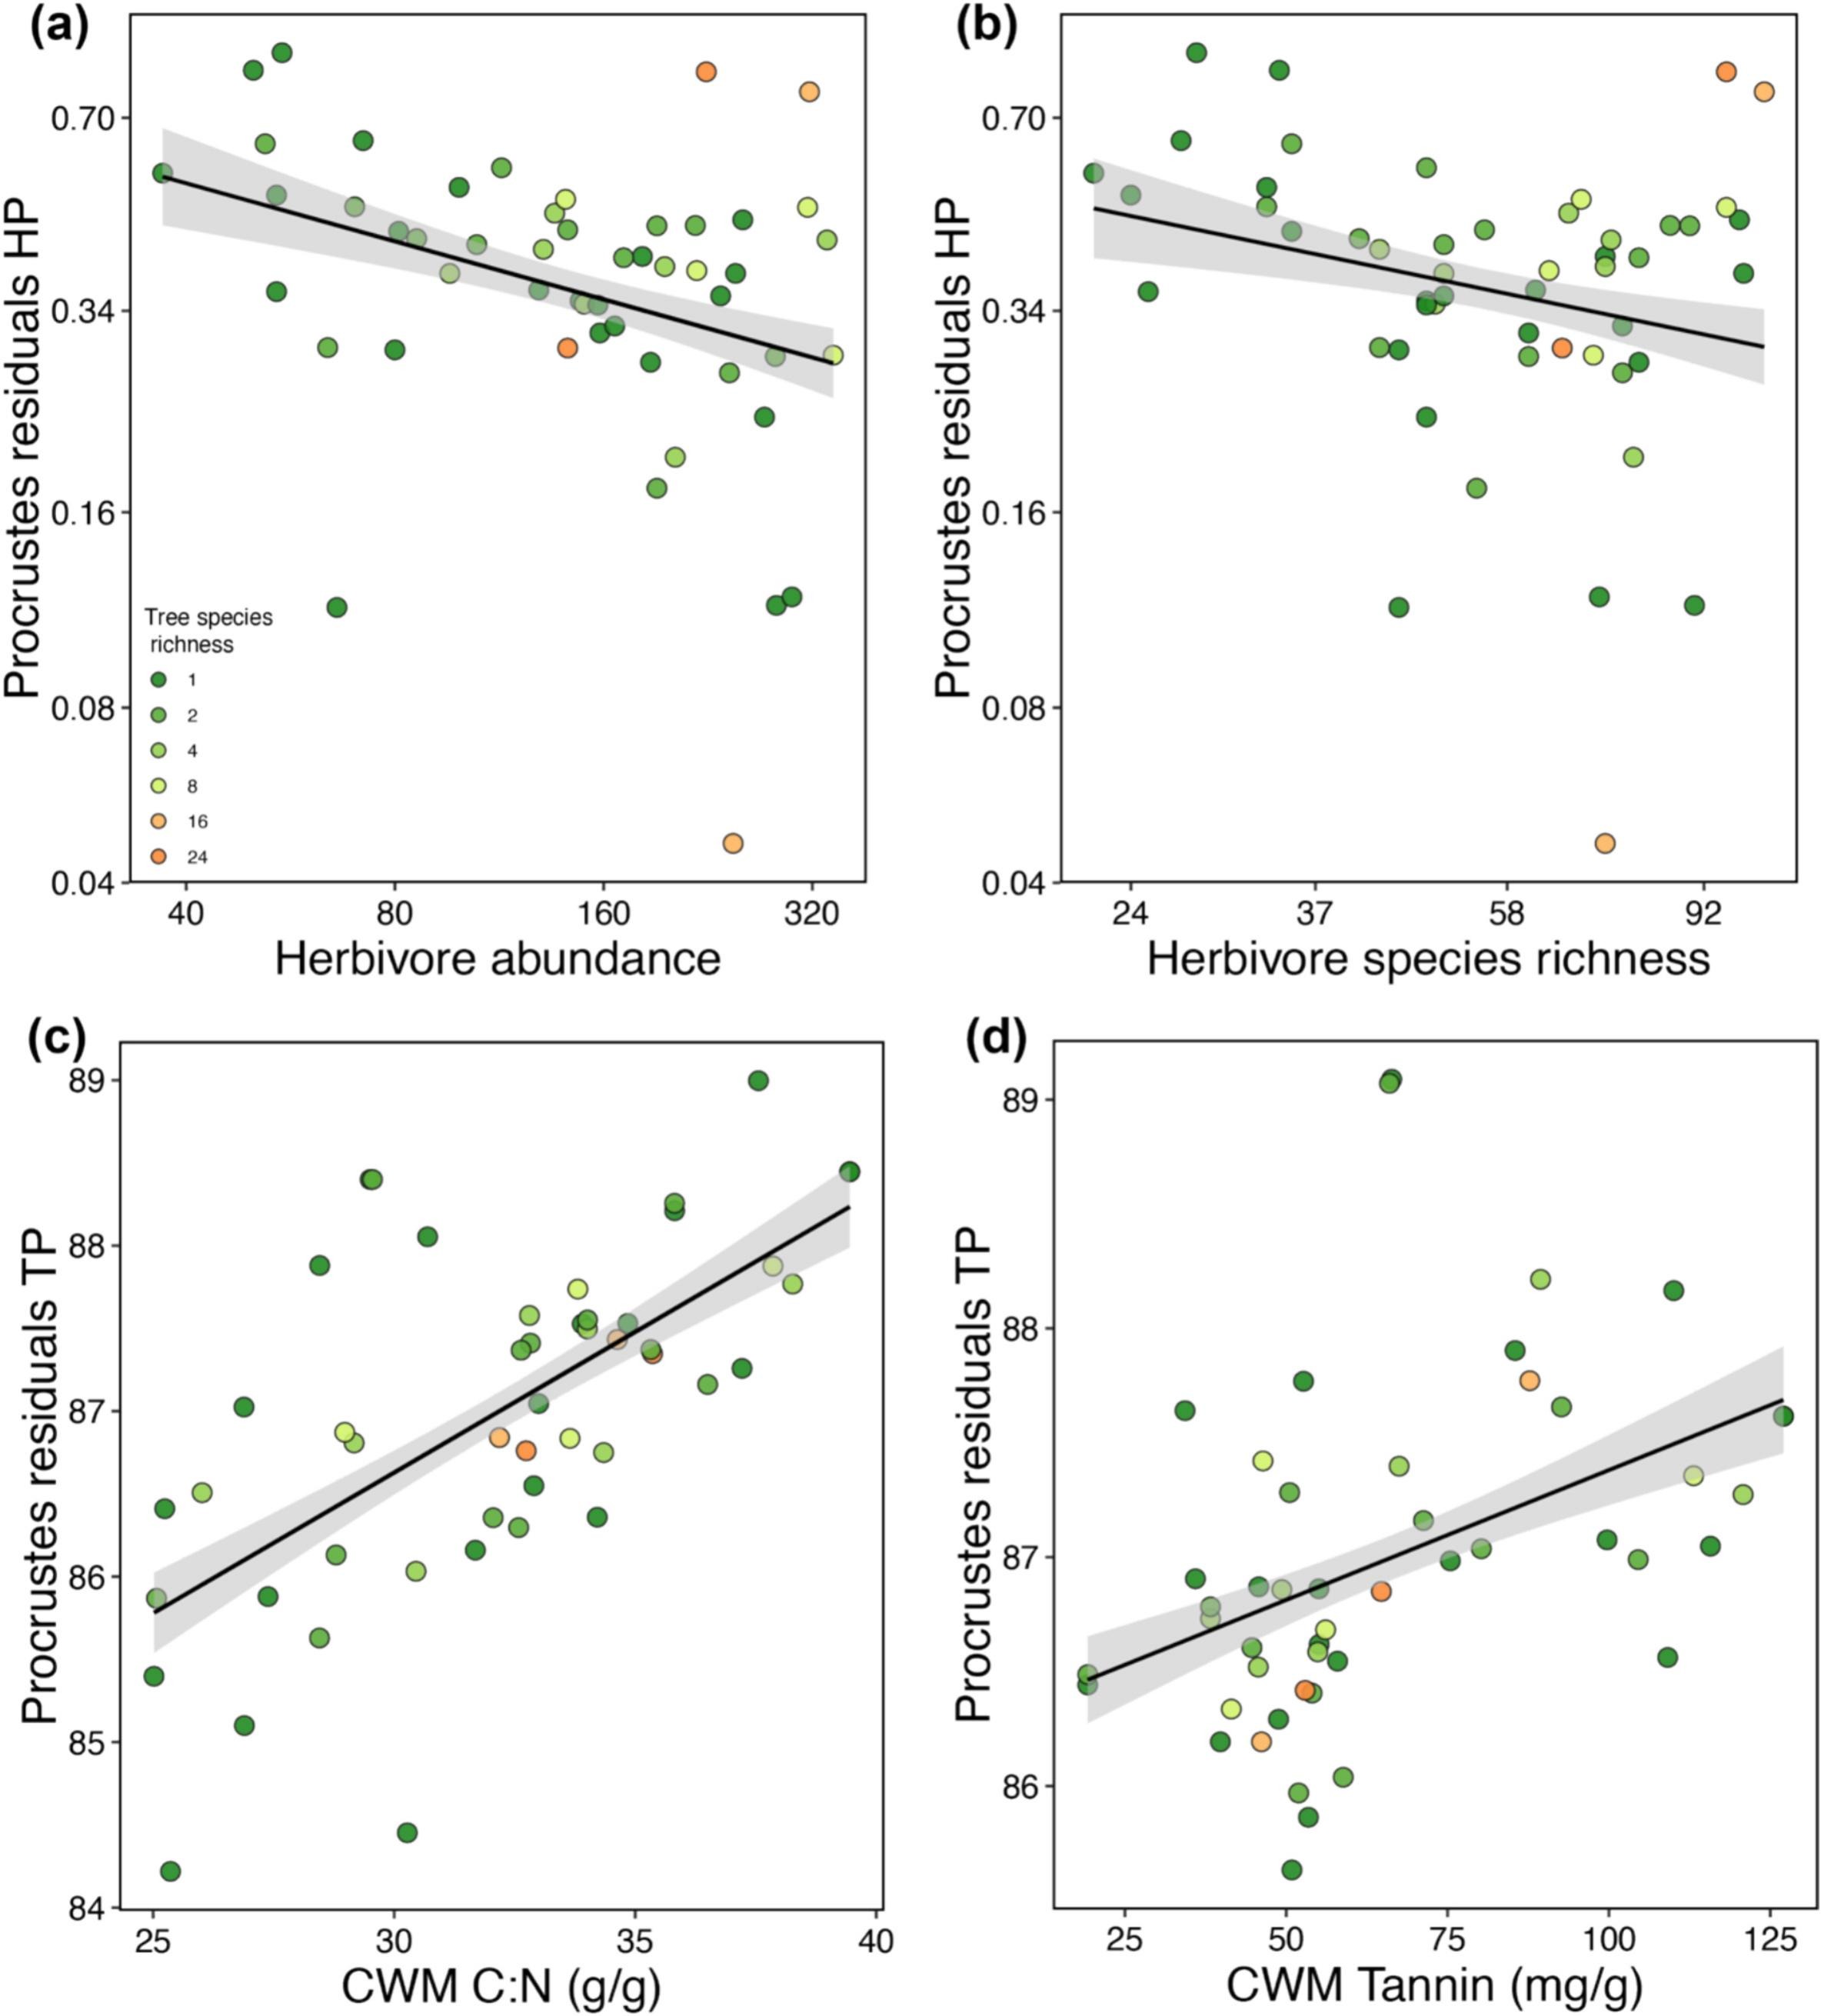 (a)
Procrustes residuals HP
0.70
0.34
0.16
0.08
0.04
Tree species
richness
1
2
4
8
16
24
40 80 160 320
Herbivore abundance
(b)
Procrustes residuals HP
0.70
0.34
0.16
0.08
0.04
24 37 58 92
Herbivore species richness
(c)
Procrustes residuals TP
89
88
87
86
85
84
25 30 35 40
CWM C:N (g/g)
(d)
Procrustes residuals TP
89
88
87
86
25 50 75 100 125
CWM Tannin (mg/g)